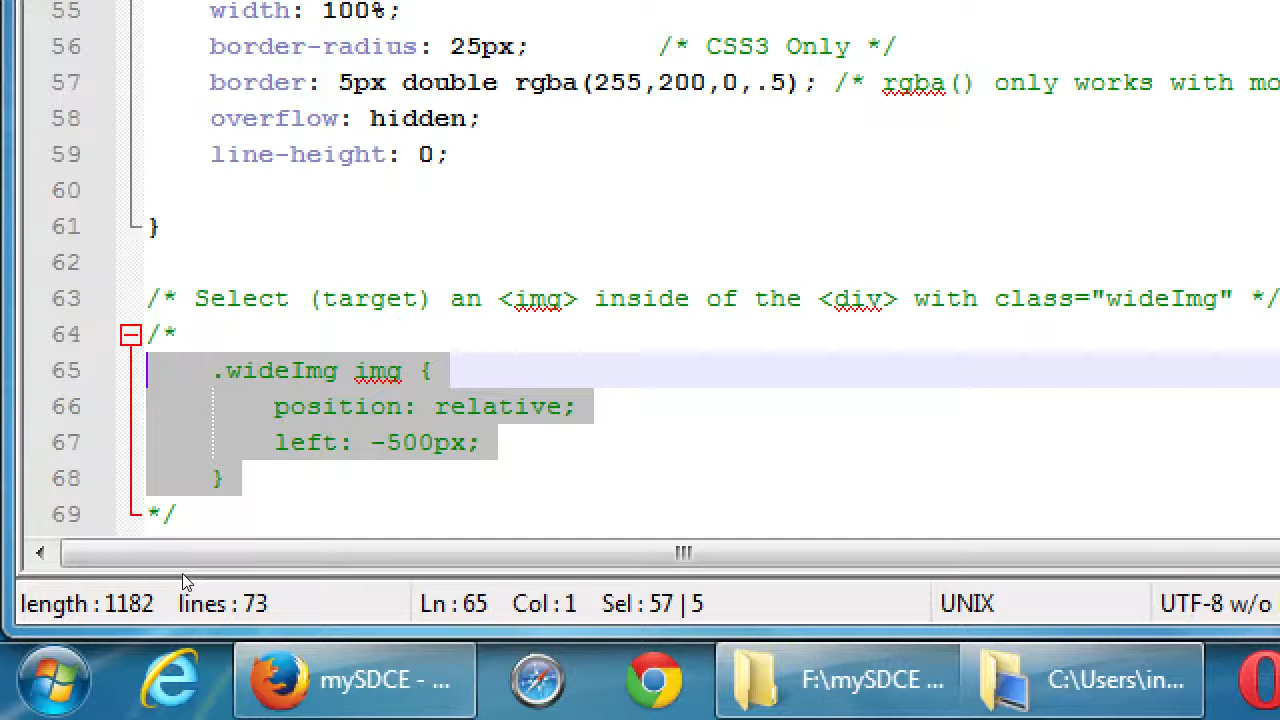 55 width: 100%;
56 border-radius: 25px; /* CSS3 Only */
57 border: 5px double rgba(255,200,0,.5); /* rgba() only works with mo
58 overflow: hidden;
59 line-height: 0;
60
61 }
62
63 /* Select (target) an <img> inside of the <div> with class="wideImg" */
64 /*
65 .wideImg img {
66 position: relative;
67 left: -500px;
68 }
69 */
length : 1182 lines : 73 Ln : 65 Col : 1 Sel : 57 | 5 UNIX UTF-8 w/o
mySDCE - ... F:\mySDCE ... C:\Users\in...